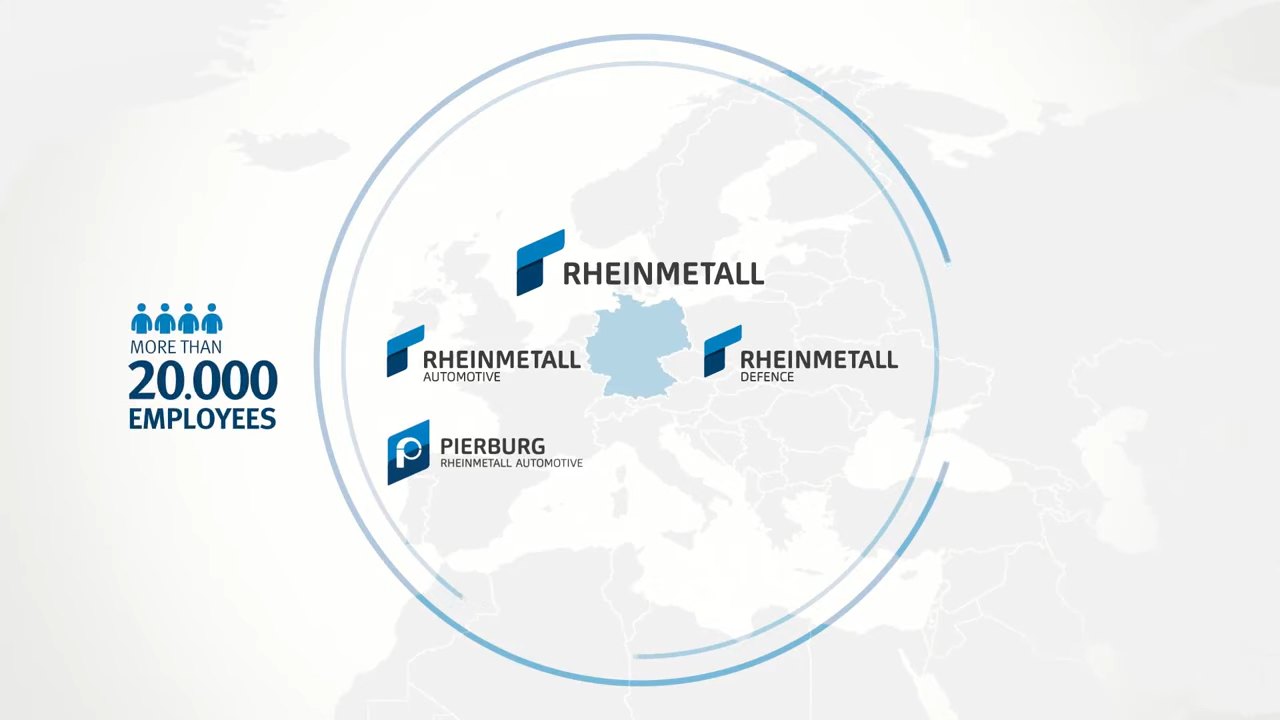 RHEINMETALL
MORE THAN
20.000
EMPLOYEES
RHEINMETALL
AUTOMOTIVE
RHEINMETALL
DEFENCE
PIERBURG
RHEINMETALL AUTOMOTIVE